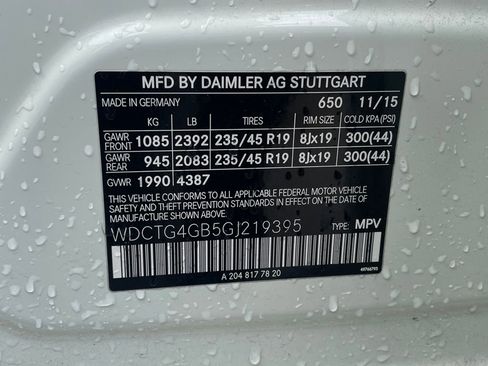 MFD BY DAIMLER AG STUTTGART
MADE IN GERMANY 650 11/15
KG LB TIRES RIM SIZE COLD KPA (PSI)
GAWR FRONT 1085 2392 235/45 R19 8Jx19 300(44)
GAWR REAR 945 2083 235/45 R19 8Jx19 300(44)
GVWR 1990 4387
THIS VEHICLE CONFORMS TO ALL APPLICABLE FEDERAL MOTOR VEHICLE
SAFETY, BUMPER, AND THEFT PREVENTION STANDARDS IN EFFECT ON
THE DATE OF MANUFACTURE SHOWN ABOVE.
WDCTG4GB5GJ219395 TYPE: MPV
A 204 817 78 20